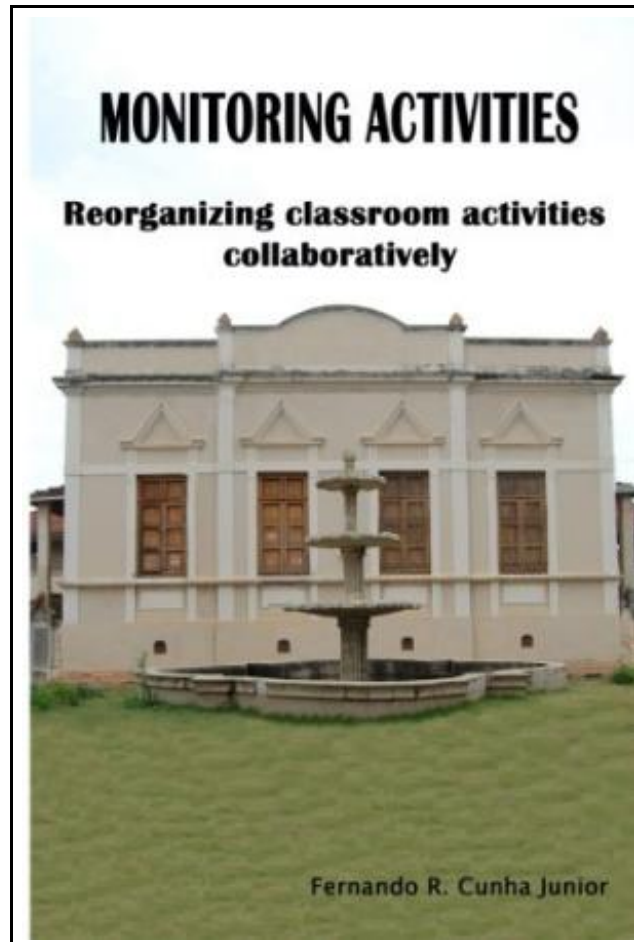 MONITORING ACTIVITIES
Reorganizing classroom activities
collaboratively
Fernando R. Cunha Junior